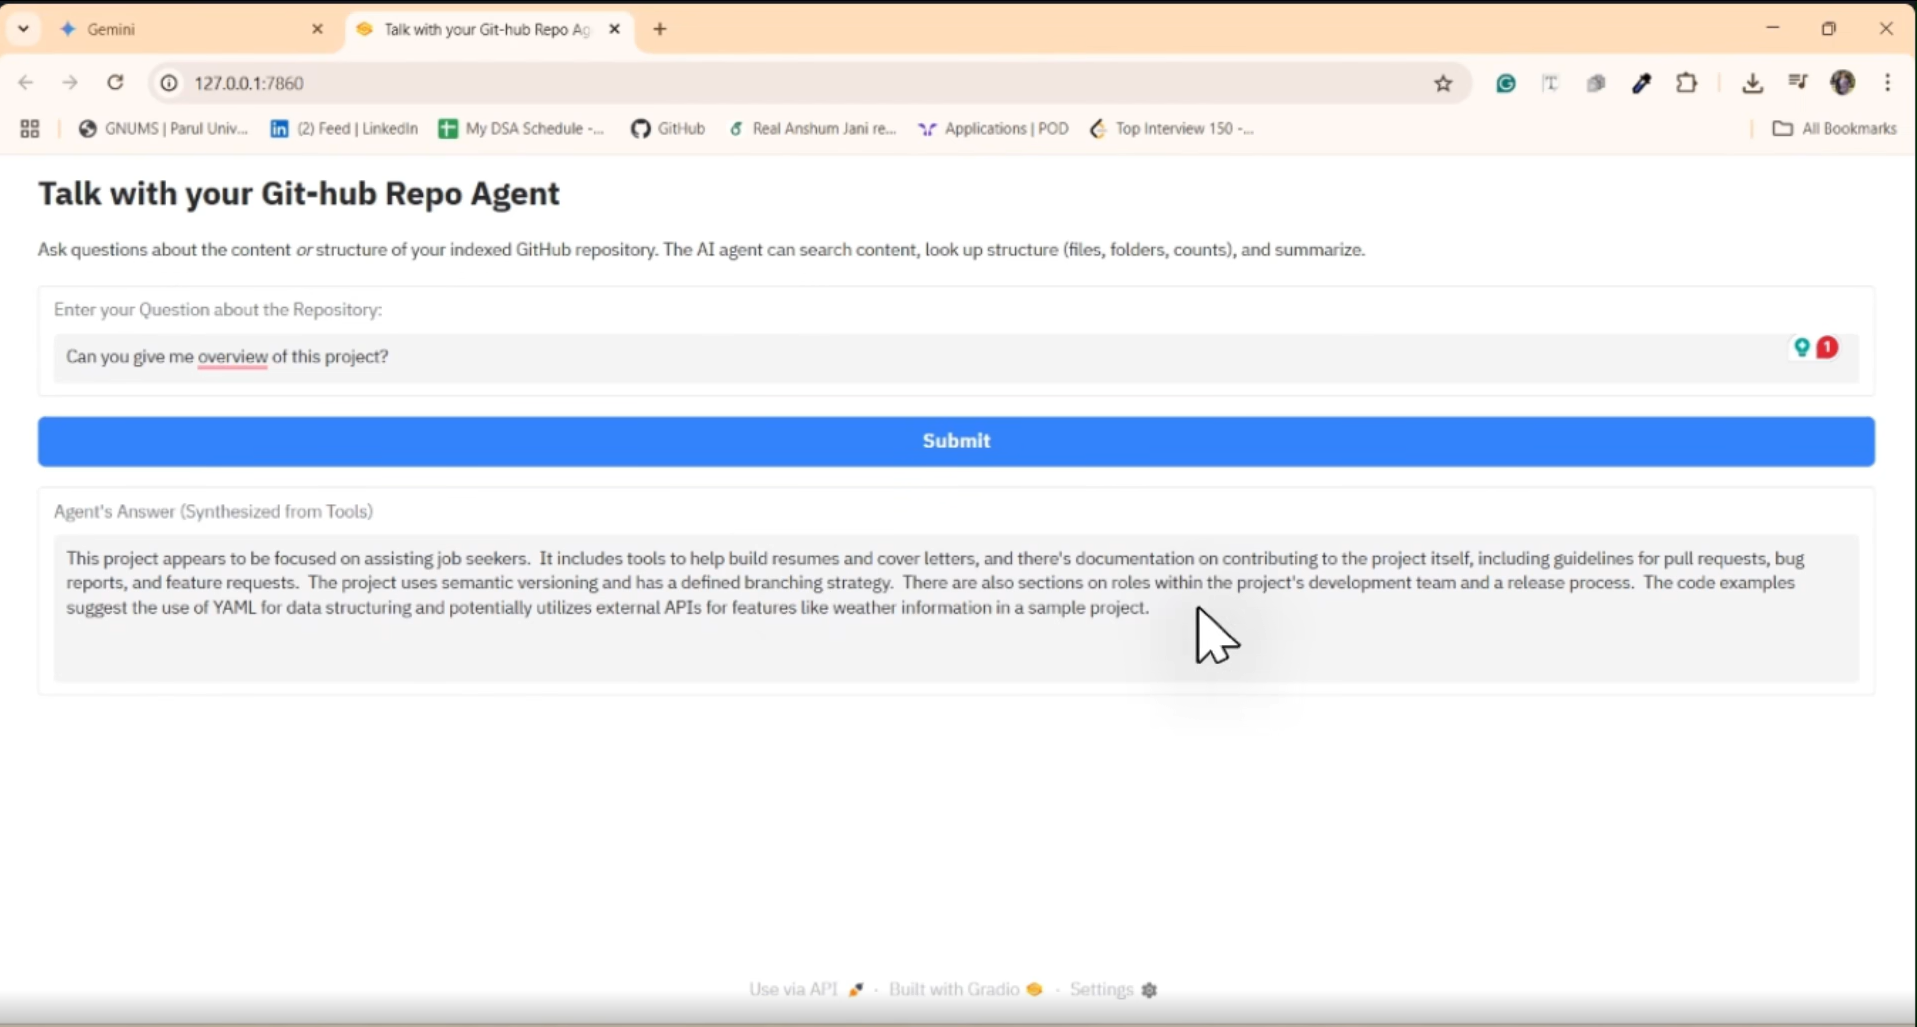 Gemini
Talk with your Git-hub Repo Ag
127.0.0.1:7860
GNUMS | Parul Univ...
in (2) Feed | LinkedIn
My DSA Schedule -...
GitHub
Real Anshum Jani re...
Applications | POD
Top Interview 150 -...
All Bookmarks
Talk with your Git-hub Repo Agent
Ask questions about the content or structure of your indexed GitHub repository. The AI agent can search content, look up structure (files, folders, counts), and summarize.
Enter your Question about the Repository:
Can you give me overview of this project?
1
Submit
Agent's Answer (Synthesized from Tools)
This project appears to be focused on assisting job seekers. It includes tools to help build resumes and cover letters, and there's documentation on contributing to the project itself, including guidelines for pull requests, bug
reports, and feature requests. The project uses semantic versioning and has a defined branching strategy. There are also sections on roles within the project's development team and a release process. The code examples
suggest the use of YAML for data structuring and potentially utilizes external APIs for features like weather information in a sample project.
Use via API · Built with Gradio · Settings